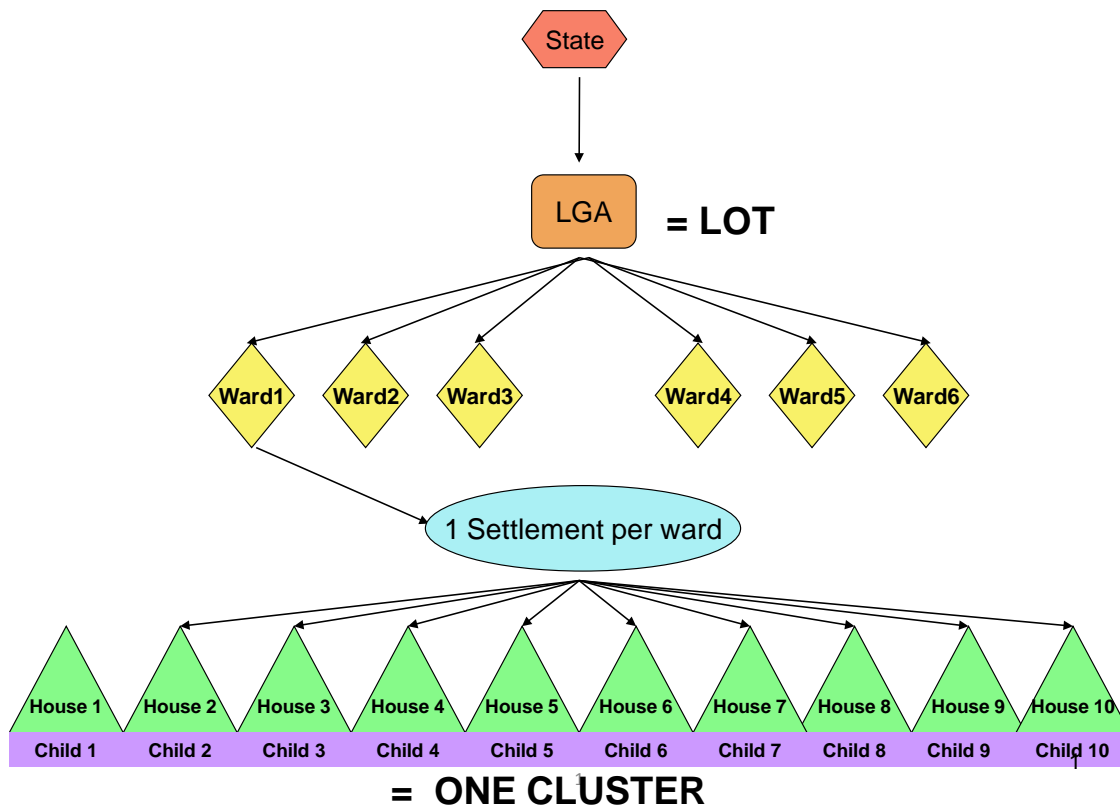 State
LGA
= LOT
Ward1 Ward2 Ward3 Ward4 Ward5 Ward6
1 Settlement per ward
House 1 House 2 House 3 House 4 House 5 House 6 House 7 House 8 House 9 House 10
Child 1 Child 2 Child 3 Child 4 Child 5 Child 6 Child 7 Child 8 Child 9 Child 10
1
1
= ONE CLUSTER